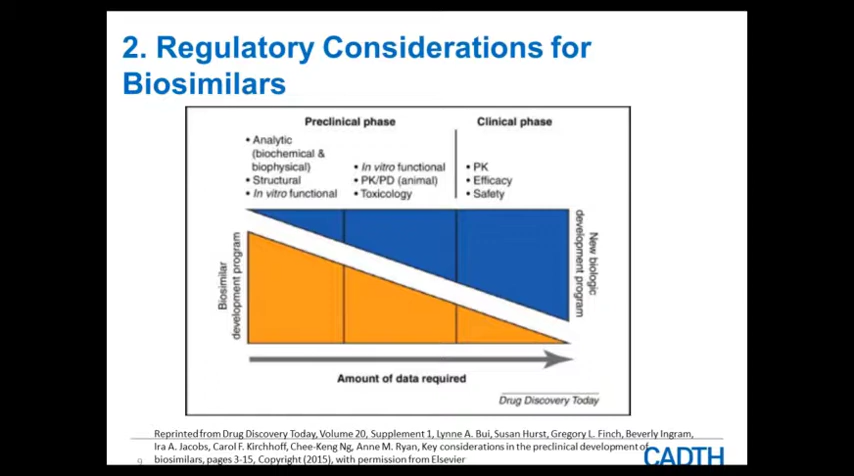 2. Regulatory Considerations for
Biosimilars
Preclinical phase
Clinical phase
• Analytic
(biochemical &
biophysical)
• Structural
• In vitro functional
• In vitro functional
• PK/PD (animal)
• Toxicology
• PK
• Efficacy
• Safety
Biosimilar
development program
New biologic
development program
Amount of data required
Drug Discovery Today
Reprinted from Drug Discovery Today, Volume 20, Supplement 1, Lynne A. Bui, Susan Hurst, Gregory L. Finch, Beverly Ingram,
Ira A. Jacobs, Carol F. Kirchhoff, Chee-Keng Ng, Anne M. Ryan, Key considerations in the preclinical development of
biosimilars, pages 3-15, Copyright (2015), with permission from Elsevier
9
CADTH